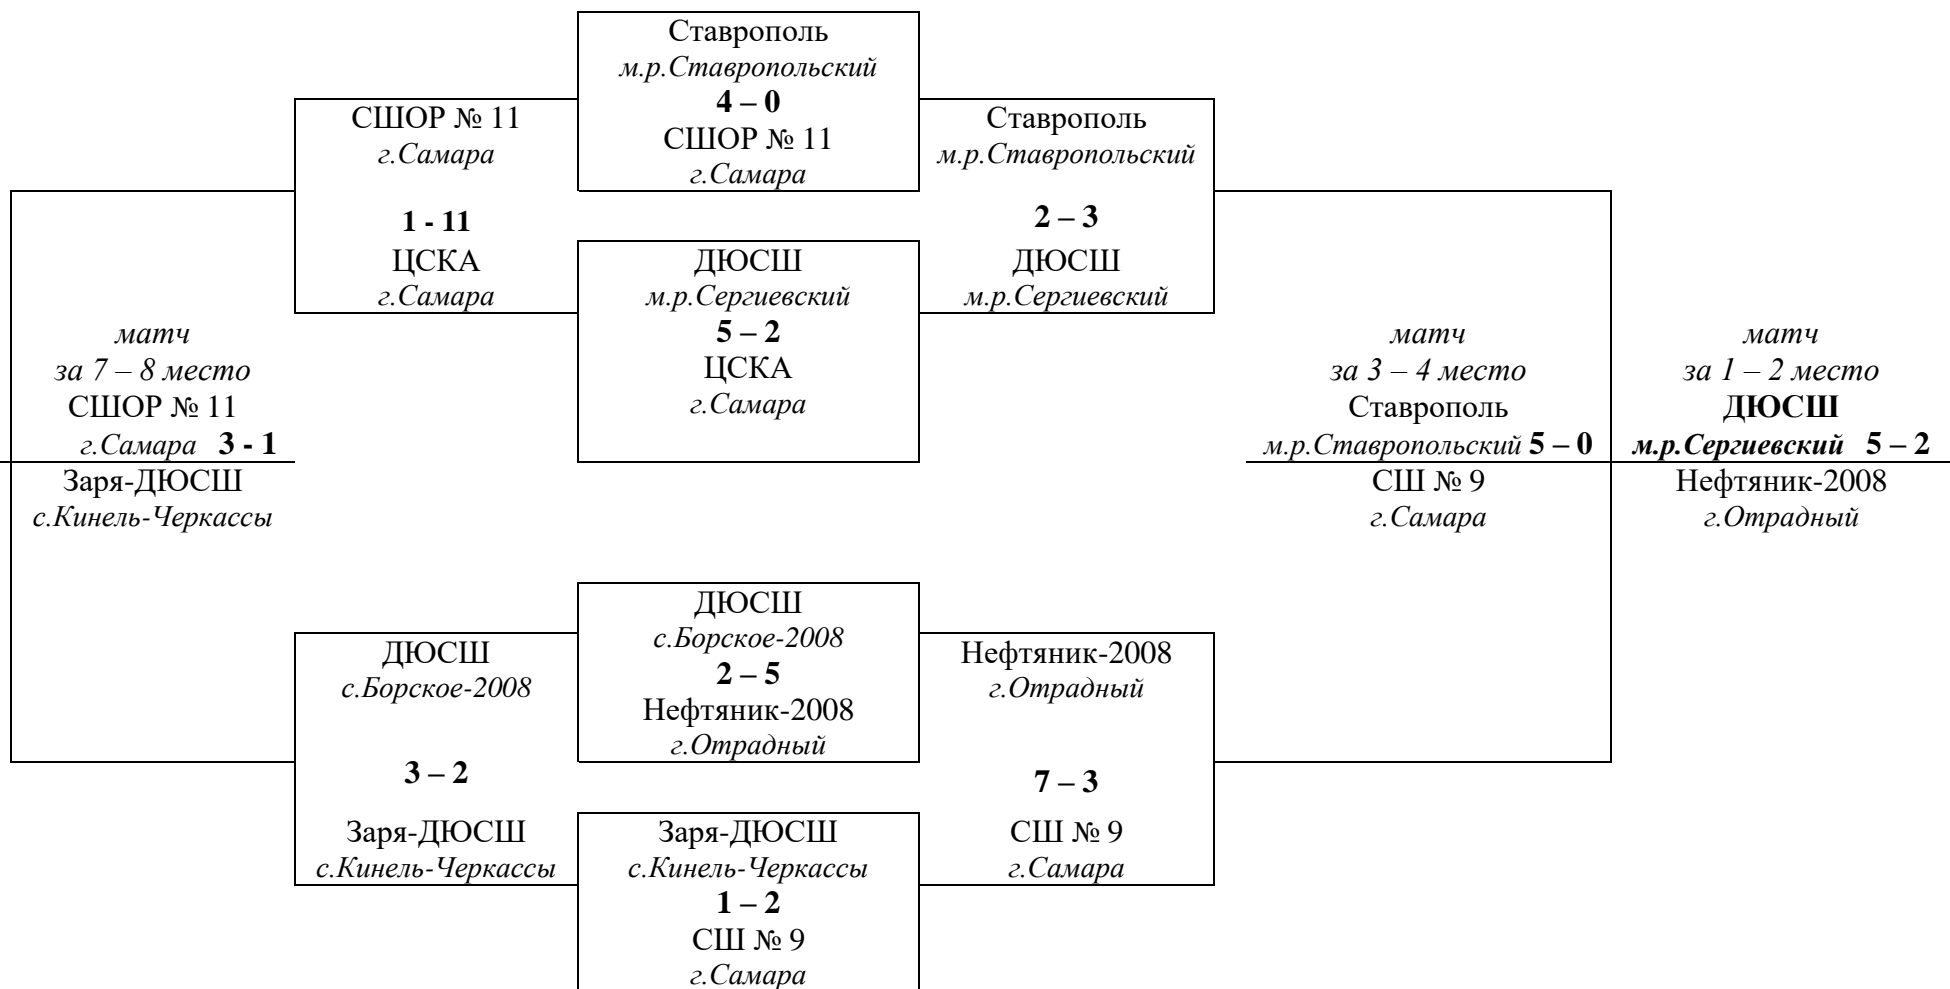 Ставрополь
м.р.Ставропольский
4 – 0
СШОР № 11
г.Самара
СШОР № 11
г.Самара
1 - 11
ЦСКА
г.Самара
Ставрополь
м.р.Ставропольский
2 – 3
ДЮСШ
м.р.Сергиевский
ДЮСШ
м.р.Сергиевский
5 – 2
ЦСКА
г.Самара
матч
за 7 – 8 место
СШОР № 11
г.Самара 3 - 1
Заря-ДЮСШ
с.Кинель-Черкассы
матч
за 3 – 4 место
Ставрополь
м.р.Ставропольский 5 – 0
СШ № 9
г.Самара
матч
за 1 – 2 место
ДЮСШ
м.р.Сергиевский 5 – 2
Нефтяник-2008
г.Отрадный
ДЮСШ
с.Борское-2008
2 – 5
Нефтяник-2008
г.Отрадный
ДЮСШ
с.Борское-2008
3 – 2
Заря-ДЮСШ
с.Кинель-Черкассы
Нефтяник-2008
г.Отрадный
7 – 3
СШ № 9
г.Самара
Заря-ДЮСШ
с.Кинель-Черкассы
1 – 2
СШ № 9
г.Самара